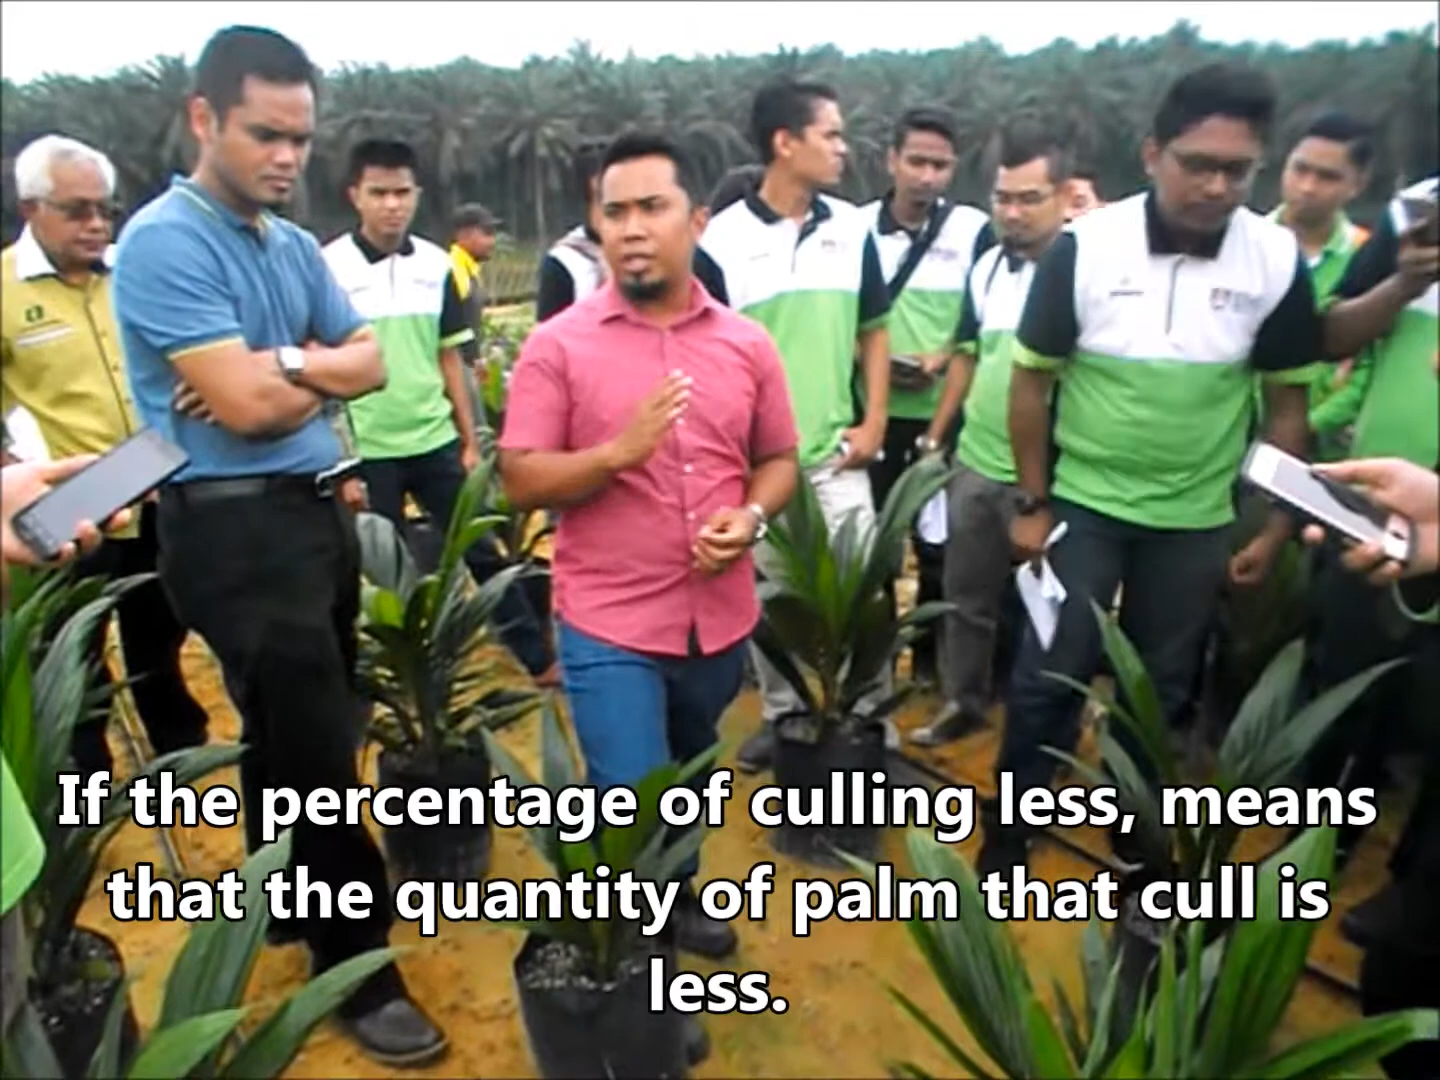 If the percentage of culling less, means
that the quantity of palm that cull is
less.